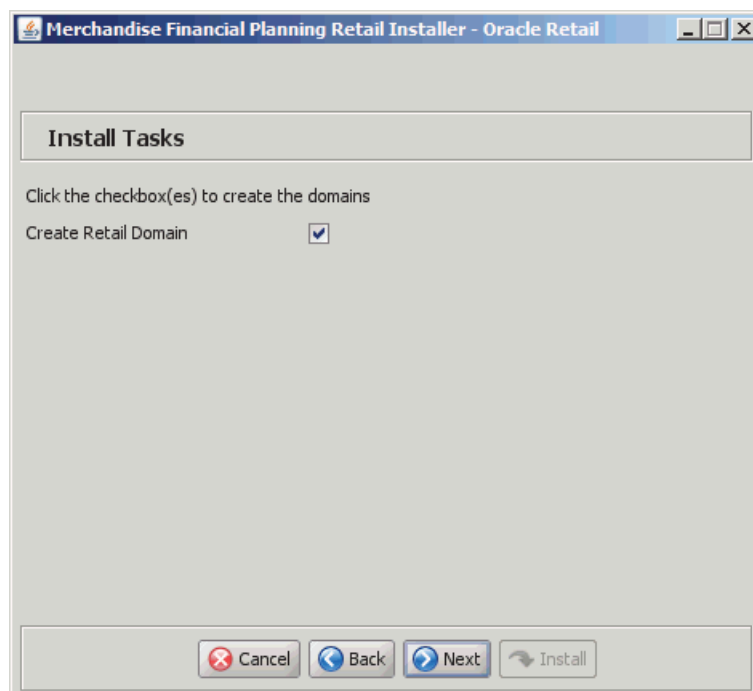 Merchandise Financial Planning Retail Installer - Oracle Retail
Install Tasks
Click the checkbox(es) to create the domains
Create Retail Domain
Cancel Back Next Install